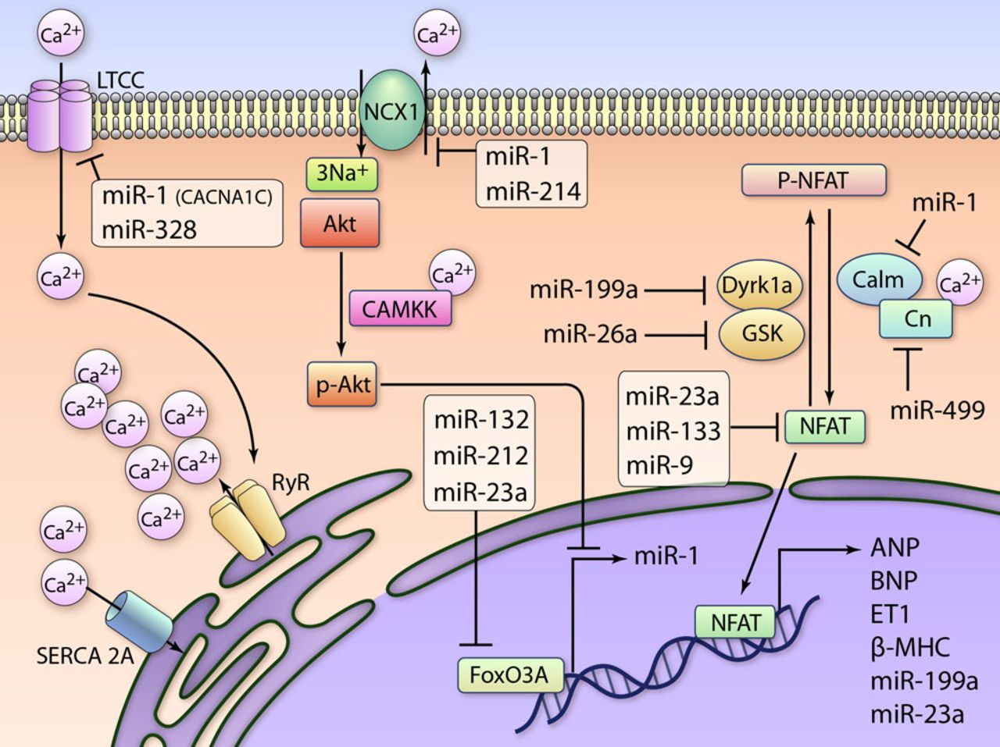 Ca2+
Ca2+
LTCC
NCX1
3Na+
miR-1
miR-214
miR-1 (CACNA1C)
miR-328
Akt
P-NFAT
miR-1
Ca2+
Ca2+
CAMKK
miR-199a
Dyrk1a
Calm
Ca2+
Cn
miR-26a
GSK
p-Akt
Ca2+
Ca2+
Ca2+
Ca2+
Ca2+
Ca2+
Ca2+
miR-132
miR-212
miR-23a
miR-23a
miR-133
miR-9
NFAT
miR-499
RyR
Ca2+
Ca2+
SERCA 2A
miR-1
FoxO3A
NFAT
ANP
BNP
ET1
β-MHC
miR-199a
miR-23a